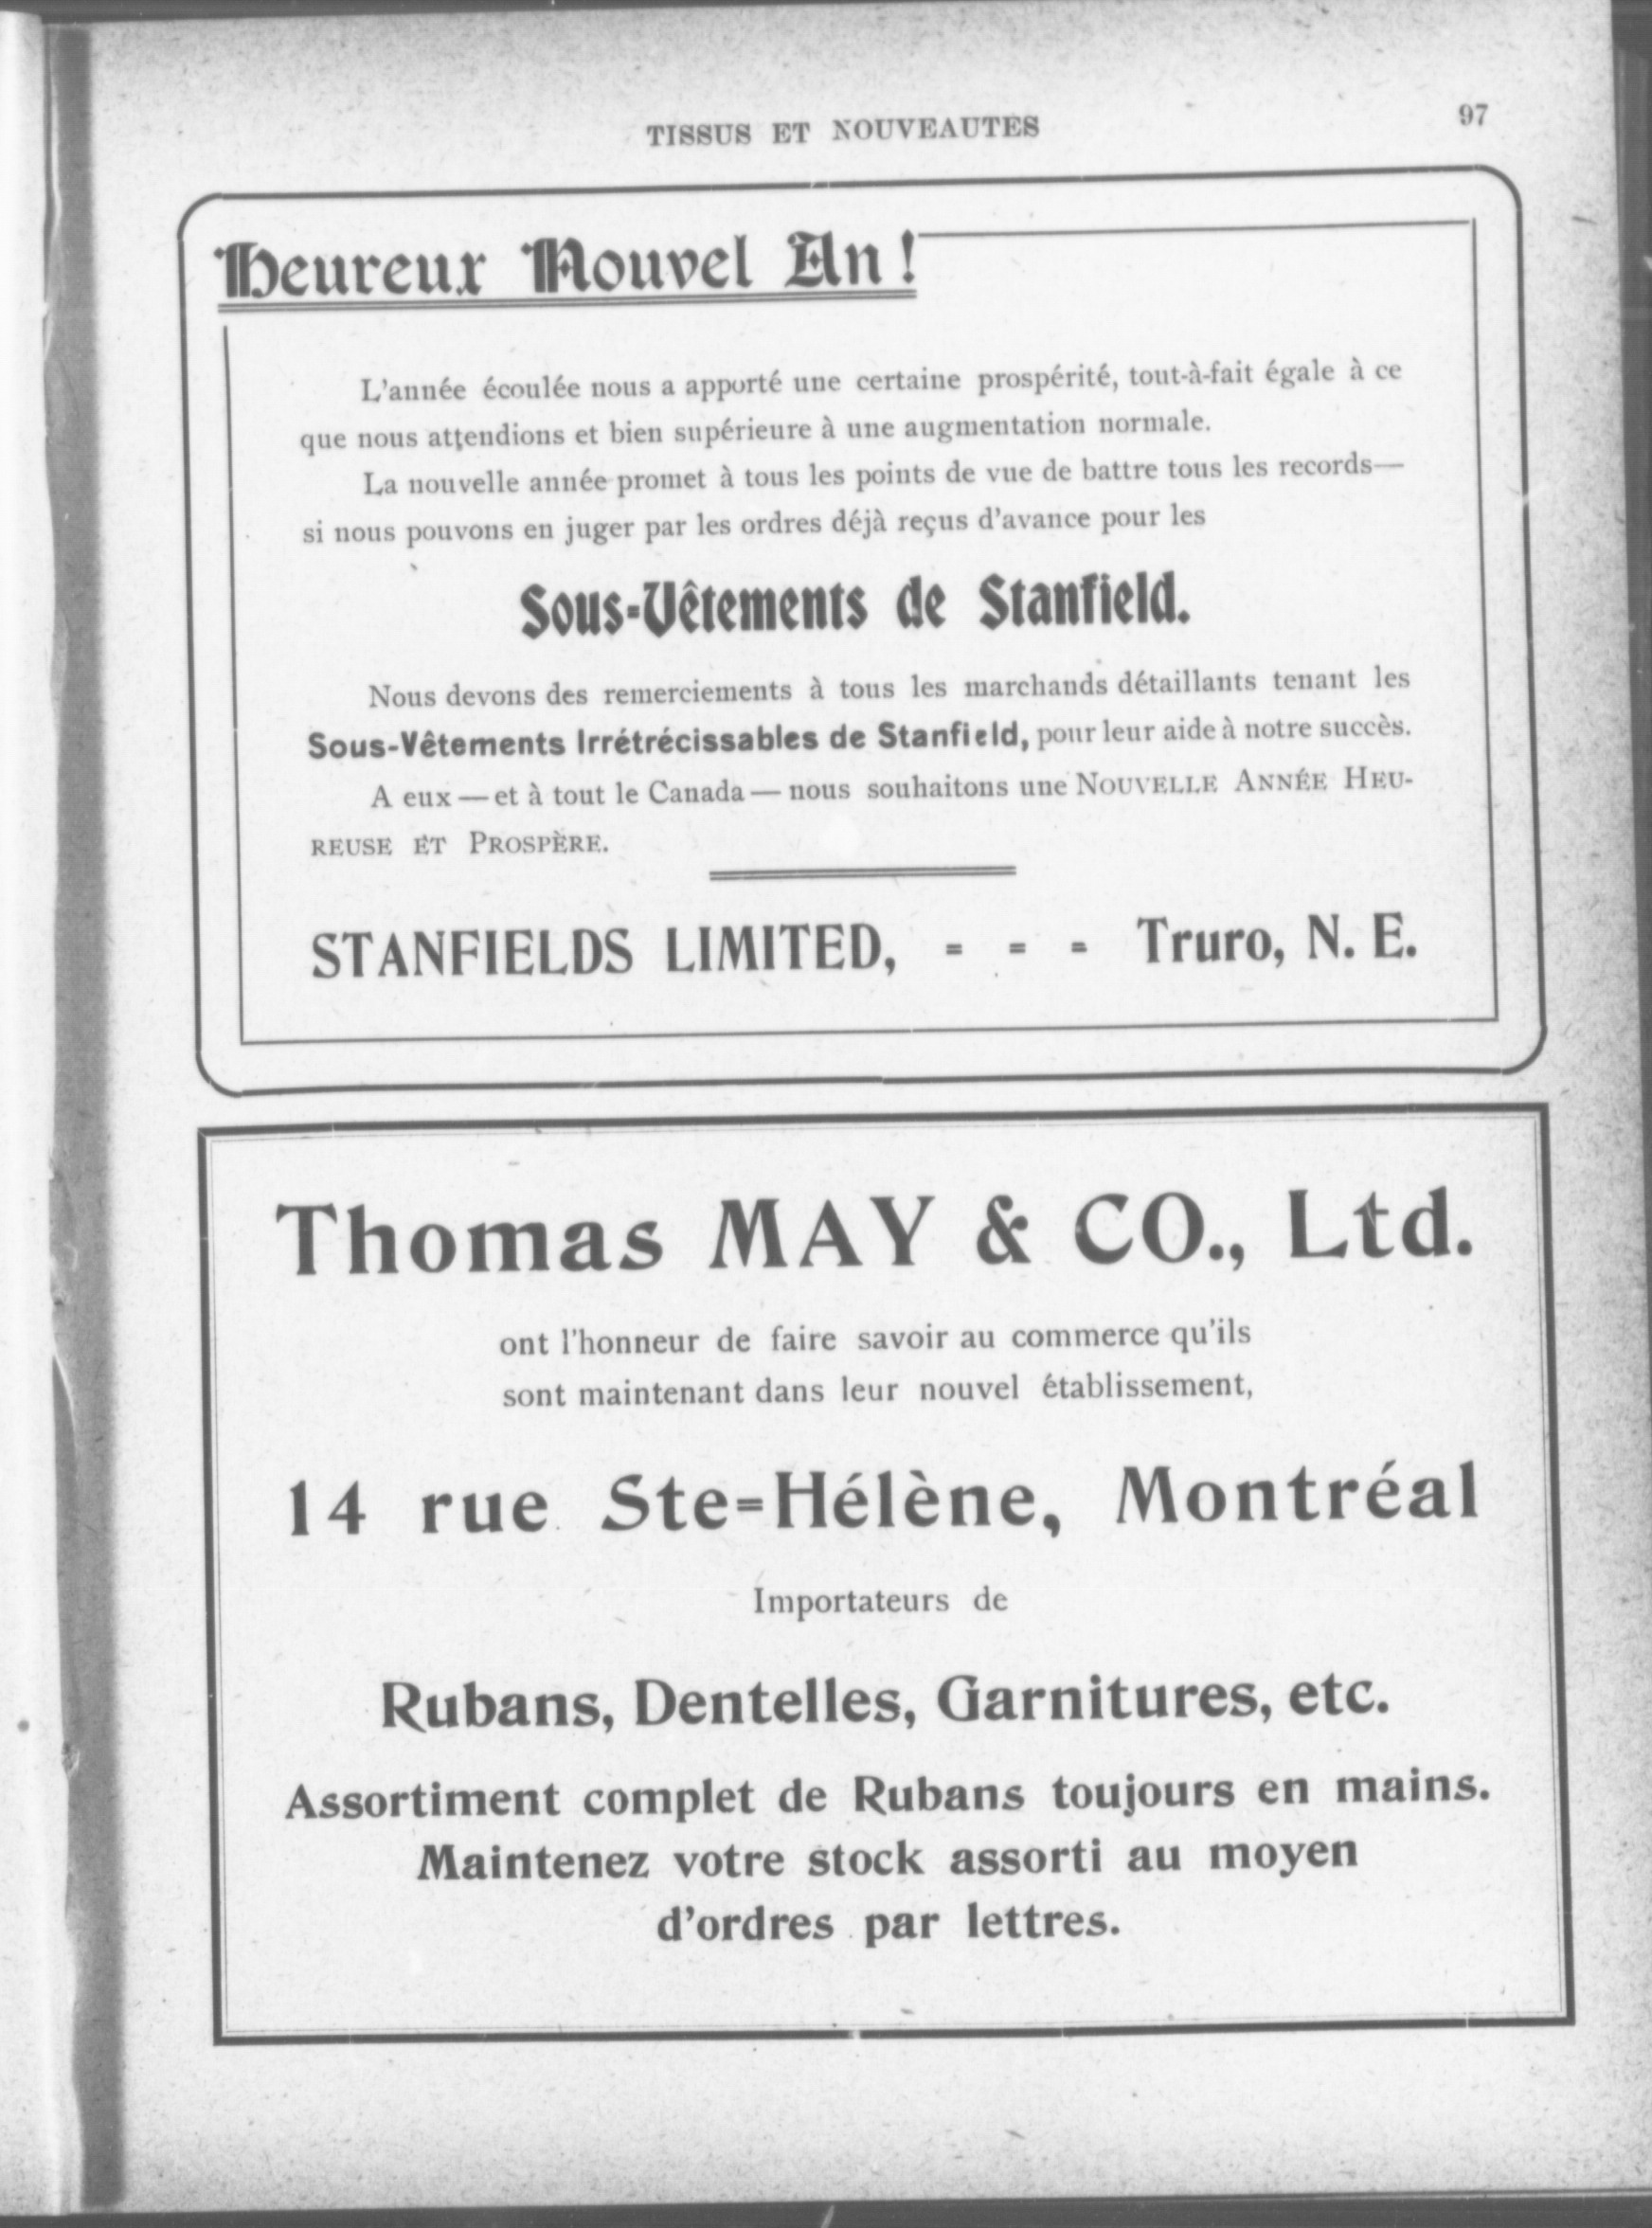 TISSUS ET NOUVEAUTES
97
Heureux Nouvel An !
L'année écoulée nous a apporté une certaine prospérité, tout-à-fait égale à ce
que nous attendions et bien supérieure à une augmentation normale.
La nouvelle année promet à tous les points de vue de battre tous les records—
si nous pouvons en juger par les ordres déjà reçus d'avance pour les
Sous-Vêtements de Stanfield.
Nous devons des remerciements à tous les marchands détaillants tenant les
Sous-Vêtements Irrétrécissables de Stanfield, pour leur aide à notre succès.
A eux — et à tout le Canada — nous souhaitons une NOUVELLE ANNÉE HEU-
REUSE ET PROSPÈRE.
STANFIELDS LIMITED, = = = Truro, N. E.
Thomas MAY & CO., Ltd.
ont l'honneur de faire savoir au commerce qu'ils
sont maintenant dans leur nouvel établissement,
14 rue Ste=Hélène, Montréal
Importateurs de
Rubans, Dentelles, Garnitures, etc.
Assortiment complet de Rubans toujours en mains.
Maintenez votre stock assorti au moyen
d'ordres par lettres.